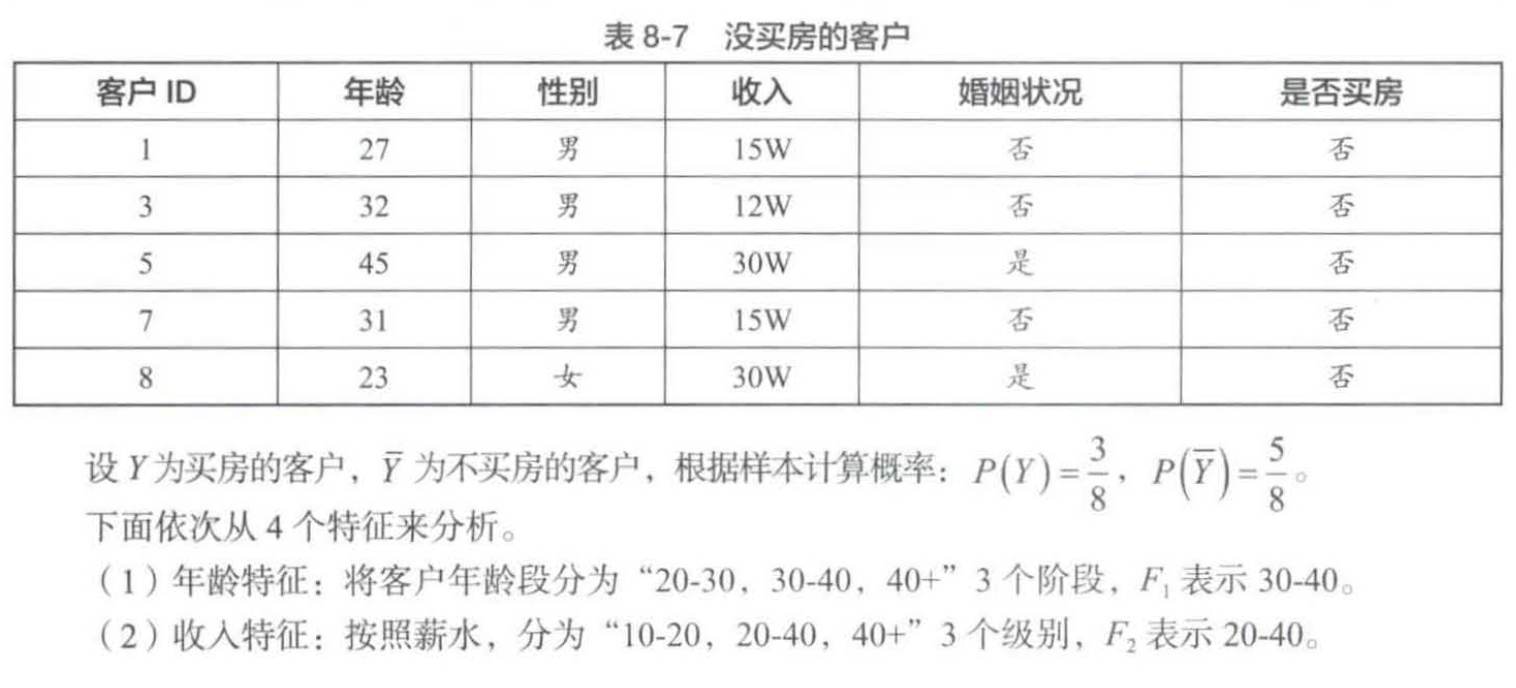 表 8-7 没买房的客户
客户 ID 年龄 性别 收入 婚姻状况 是否买房
1 27 男 15W 否 否
3 32 男 12W 否 否
5 45 男 30W 是 否
7 31 男 15W 否 否
8 23 女 30W 是 否
设 Y 为买房的客户，Ȳ 为不买房的客户，根据样本计算概率：P(Y)=3/8，P(Ȳ)=5/8。
下面依次从 4 个特征来分析。
（1）年龄特征：将客户年龄段分为“20-30，30-40，40+”3 个阶段，F₁ 表示 30-40。
（2）收入特征：按照薪水，分为“10-20，20-40，40+”3 个级别，F₂ 表示 20-40。